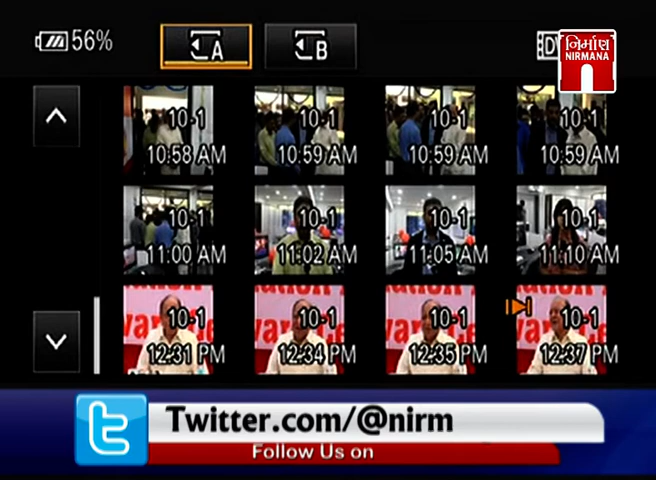 56%
A
B
DV
નિર્માણ
NIRMANA
10-1 10-1 10-1 10-1
10:58 AM 10:59 AM 10:59 AM 10:59 AM
10-1 10-1 10-1 10-1
11:00 AM 11:02 AM 11:05 AM 11:10 AM
10-1 10-1 10-1 10-1
12:31 PM 12:34 PM 12:35 PM 12:37 PM
Twitter.com/@nirm
Follow Us on